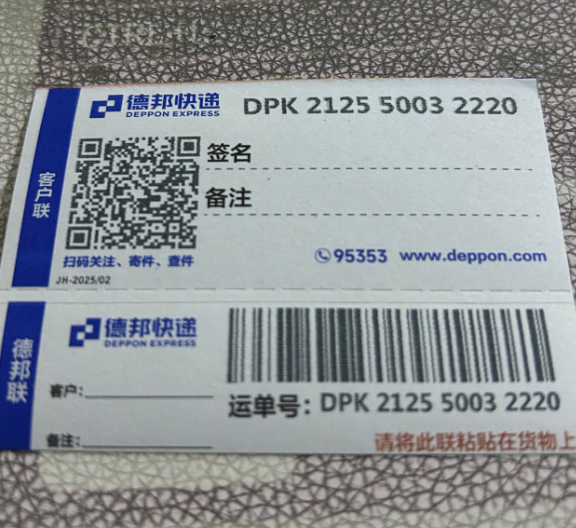 德邦快递 DPK 2125 5003 2220
DEPPON EXPRESS
签名
客户联
备注
扫码关注、寄件、查件
95353 www.deppon.com
JH-2025/02
德邦快递
DEPPON EXPRESS
德邦联
客户:
运单号: DPK 2125 5003 2220
备注:
请将此联粘贴在货物上